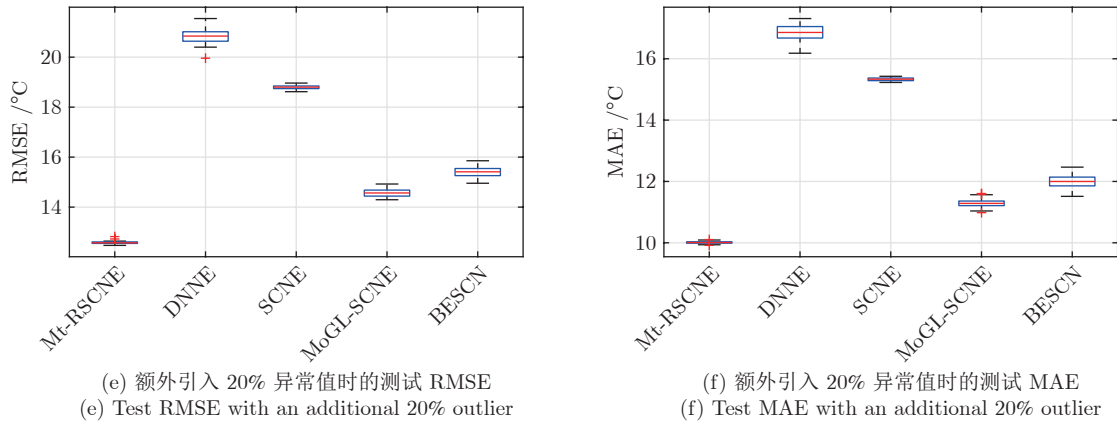 20
18
16
14
RMSE /°C
Mt-RSCNE
DNNE
SCNE
MoGL-SCNE
BESCN
(e) 额外引入 20% 异常值时的测试 RMSE
(e) Test RMSE with an additional 20% outlier
16
14
12
10
MAE /°C
Mt-RSCNE
DNNE
SCNE
MoGL-SCNE
BESCN
(f) 额外引入 20% 异常值时的测试 MAE
(f) Test MAE with an additional 20% outlier